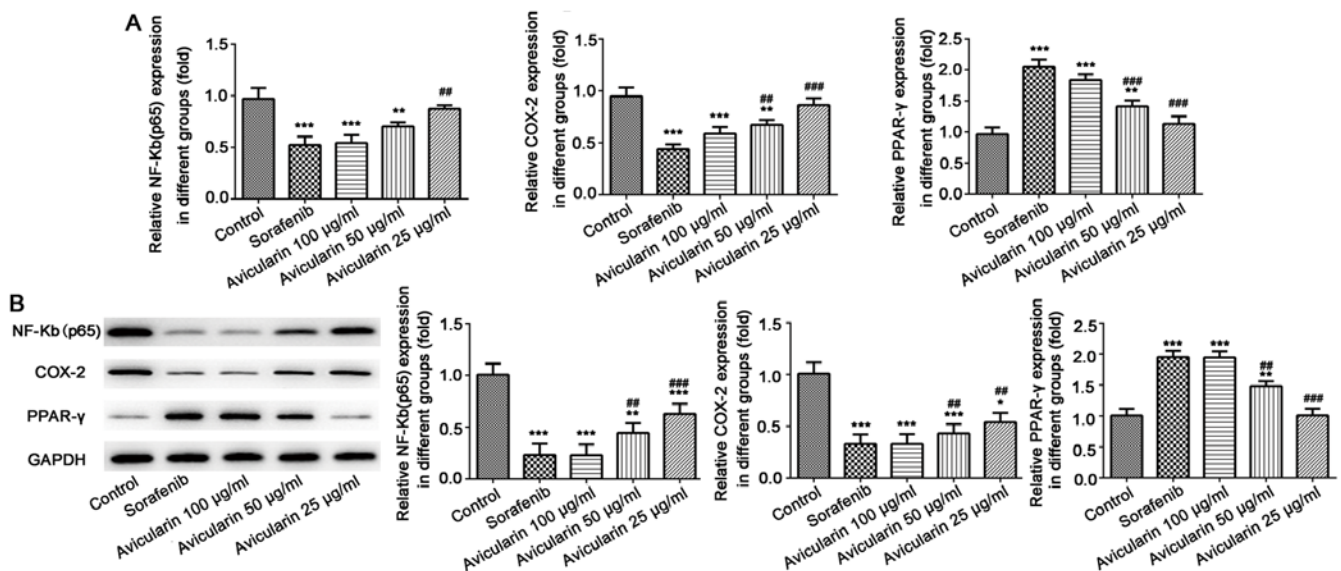 A
Relative NF-Kb(p65) expression
in different groups (fold)
1.5
1.0
0.5
0.0
***
***
**
##
Control
Sorafenib
Avicularin 100 µg/ml
Avicularin 50 µg/ml
Avicularin 25 µg/ml
Relative COX-2 expression
in different groups (fold)
1.5
1.0
0.5
0.0
***
***
##
**
###
Control
Sorafenib
Avicularin 100 µg/ml
Avicularin 50 µg/ml
Avicularin 25 µg/ml
Relative PPAR-γ expression
in different groups (fold)
2.5
2.0
1.5
1.0
0.5
0.0
***
***
###
**
###
Control
Sorafenib
Avicularin 100 µg/ml
Avicularin 50 µg/ml
Avicularin 25 µg/ml
B
NF-Kb(p65)
COX-2
PPAR-γ
GAPDH
Control
Sorafenib
Avicularin 100 µg/ml
Avicularin 50 µg/ml
Avicularin 25 µg/ml
Relative NF-Kb(p65) expression
in different groups (fold)
1.5
1.0
0.5
0.0
***
***
##
**
###
***
Control
Sorafenib
Avicularin 100 µg/ml
Avicularin 50 µg/ml
Avicularin 25 µg/ml
Relative COX-2 expression
in different groups (fold)
1.5
1.0
0.5
0.0
***
***
##
***
##
*
Control
Sorafenib
Avicularin 100 µg/ml
Avicularin 50 µg/ml
Avicularin 25 µg/ml
Relative PPAR-γ expression
in different groups (fold)
2.5
2.0
1.5
1.0
0.5
0.0
***
***
##
**
###
Control
Sorafenib
Avicularin 100 µg/ml
Avicularin 50 µg/ml
Avicularin 25 µg/ml